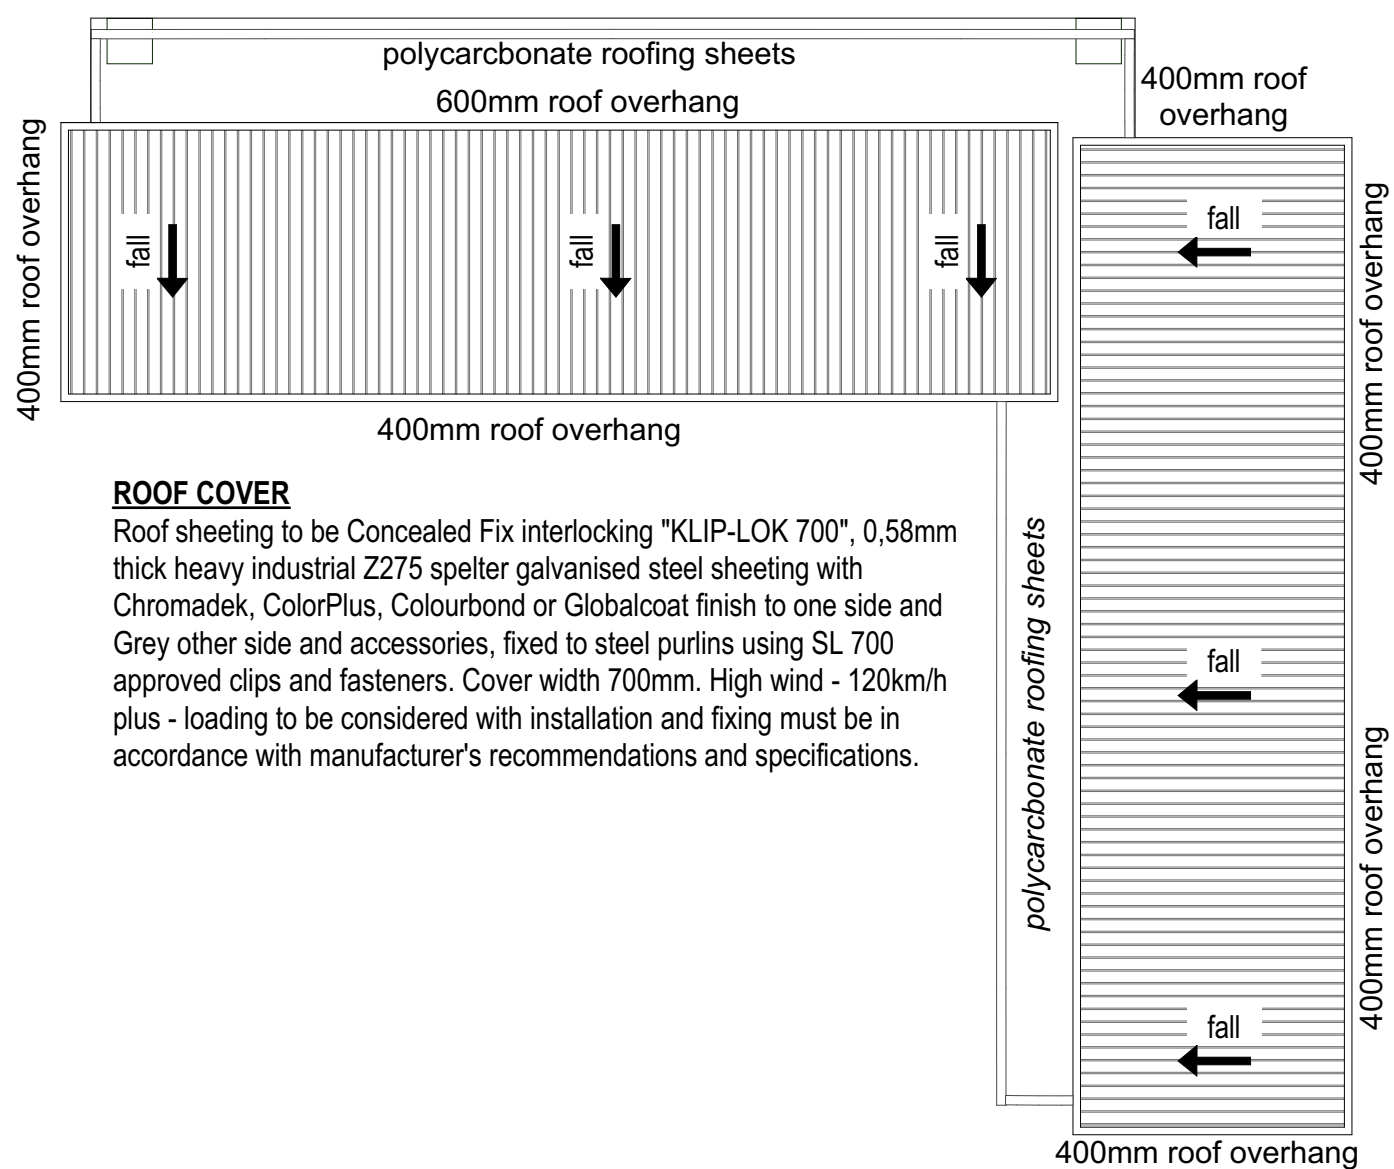 polycarcbonate roofing sheets
600mm roof overhang
400mm roof
overhang
400mm roof overhang
fall
fall
fall
fall
400mm roof overhang
400mm roof overhang
ROOF COVER
Roof sheeting to be Concealed Fix interlocking "KLIP-LOK 700", 0,58mm
thick heavy industrial Z275 spelter galvanised steel sheeting with
Chromadek, ColorPlus, Colourbond or Globalcoat finish to one side and
Grey other side and accessories, fixed to steel purlins using SL 700
approved clips and fasteners. Cover width 700mm. High wind - 120km/h
plus - loading to be considered with installation and fixing must be in
accordance with manufacturer's recommendations and specifications.
polycarcbonate roofing sheets
fall
400mm roof overhang
fall
400mm roof overhang